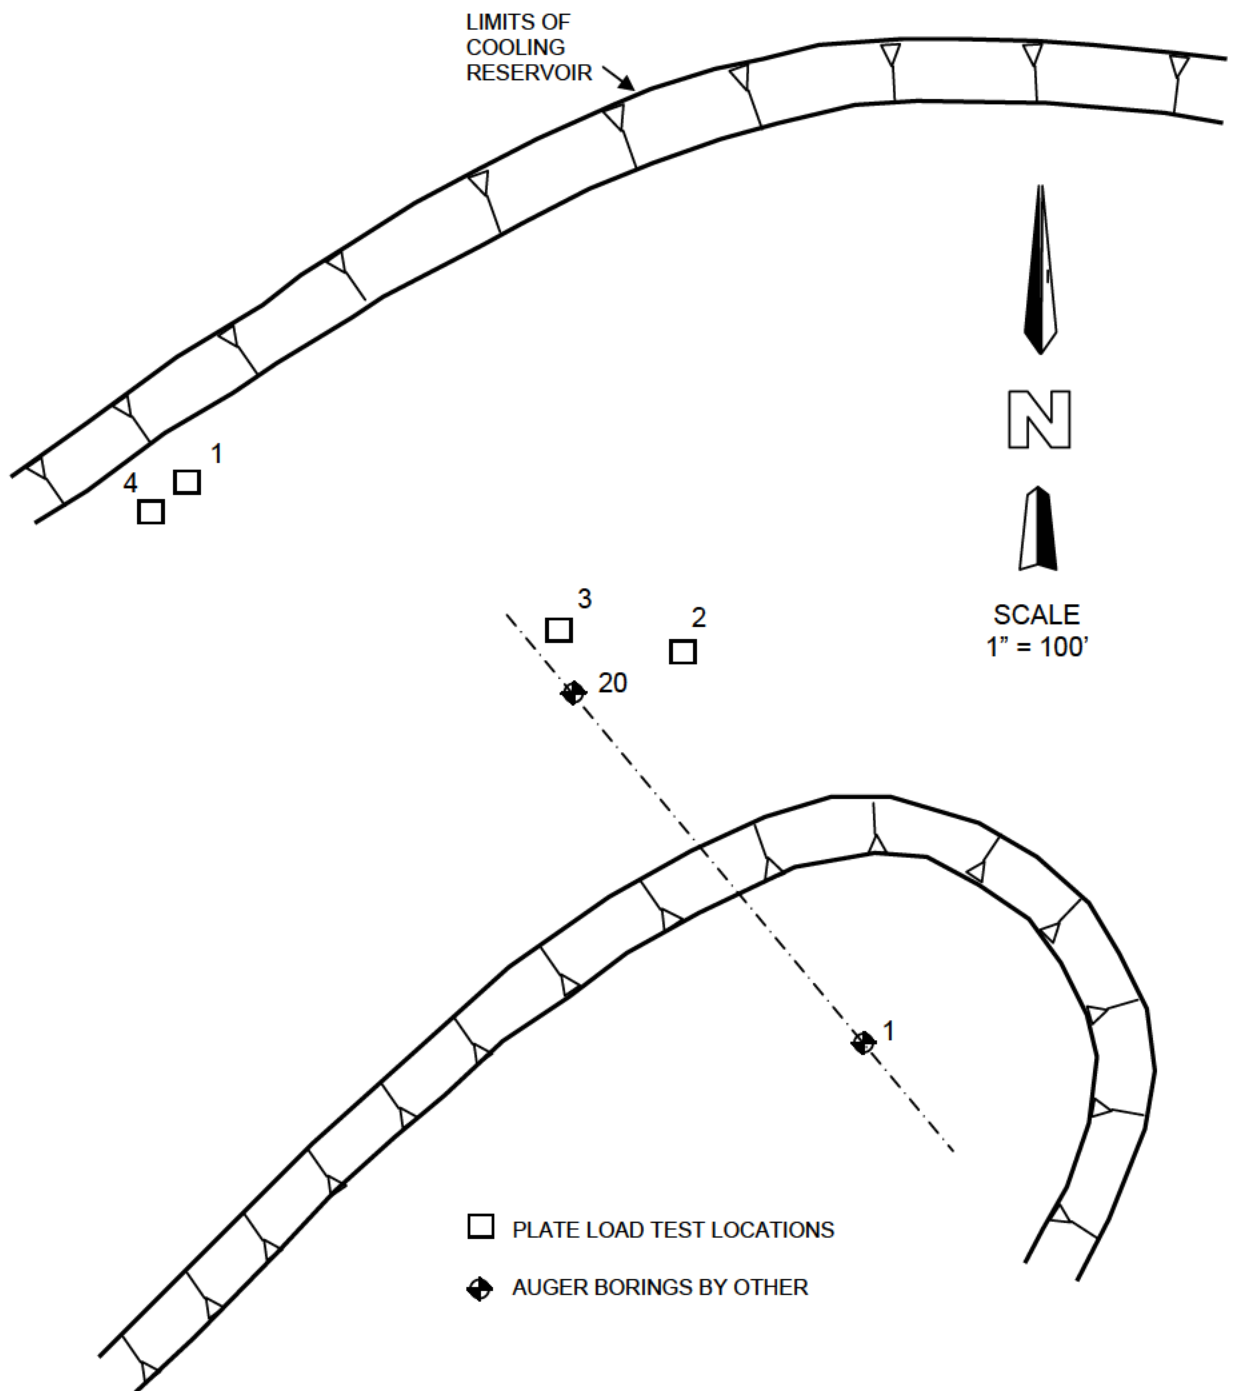 LIMITS OF
COOLING
RESERVOIR
1
4
N
3
2
SCALE
1” = 100’
20
1
PLATE LOAD TEST LOCATIONS
AUGER BORINGS BY OTHER